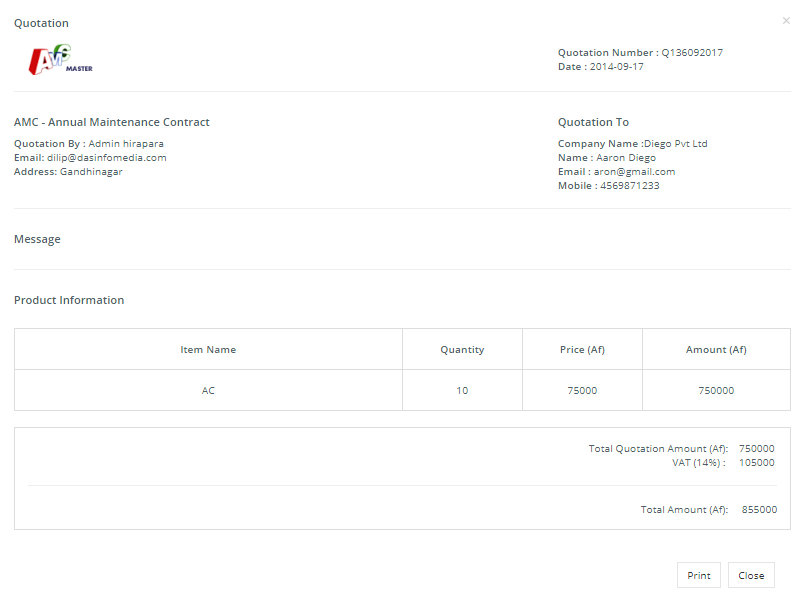 Quotation
×
AMC MASTER
Quotation Number : Q136092017
Date : 2014-09-17
AMC - Annual Maintenance Contract
Quotation By : Admin hirapara
Email: dilip@dasinfomedia.com
Address: Gandhinagar
Quotation To
Company Name :Diego Pvt Ltd
Name : Aaron Diego
Email : aron@gmail.com
Mobile : 4569871233
Message
Product Information
Item Name Quantity Price (Af) Amount (Af)
AC 10 75000 750000
Total Quotation Amount (Af): 750000
VAT (14%) : 105000
Total Amount (Af): 855000
Print Close